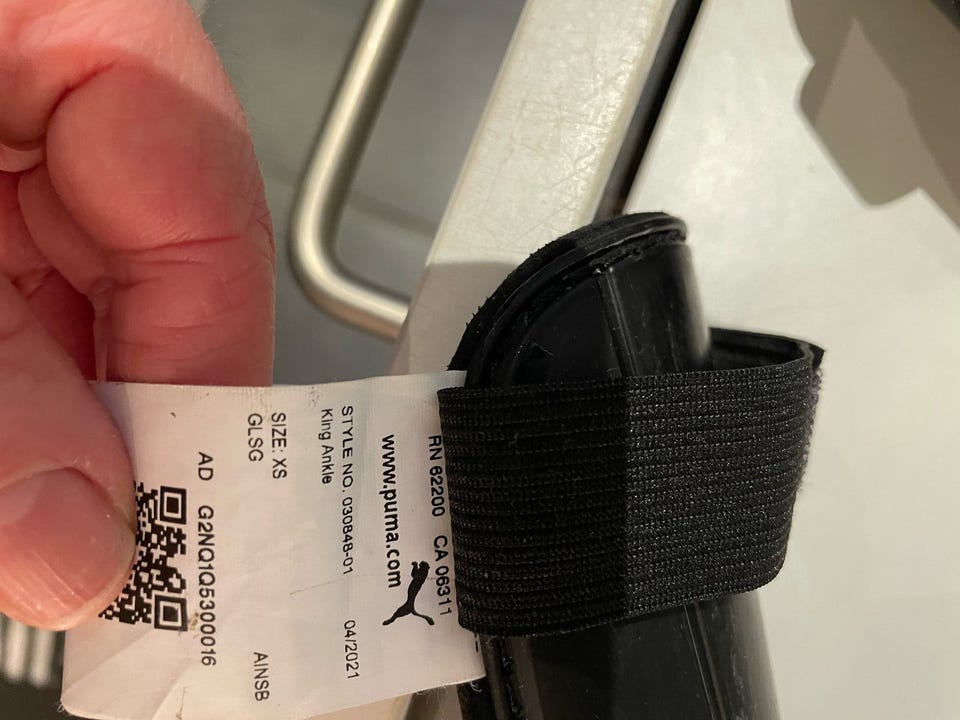 RN 62200 CA 06311
www.puma.com
STYLE NO. 030848-01 04/2021
King Ankle
SIZE: XS
GLSG AINSB
AD G2NQ1Q5300016